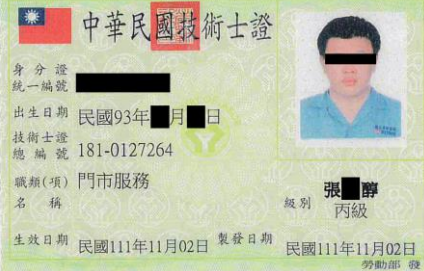 中華民國技術士證
身分證
統一編號
出生日期 民國93年 月 日
技術士證
總編號 181-0127264
職類(項) 門市服務
名稱
張 醇
級別 丙級
生效日期 民國111年11月02日 製發日期 民國111年11月02日
勞動部 發